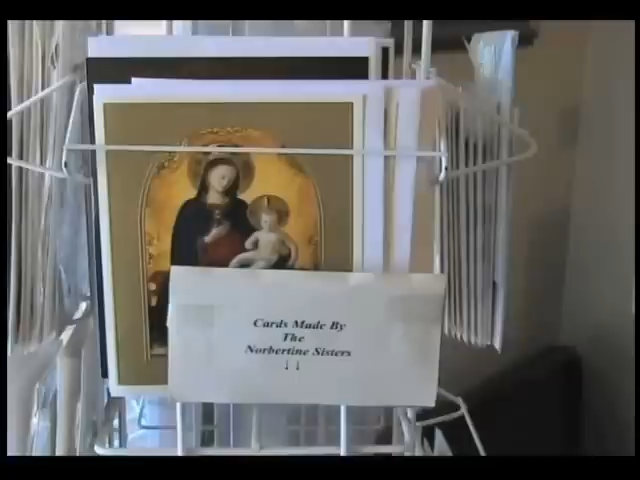 Cards Made By
The
Norbertine Sisters
↓ ↓